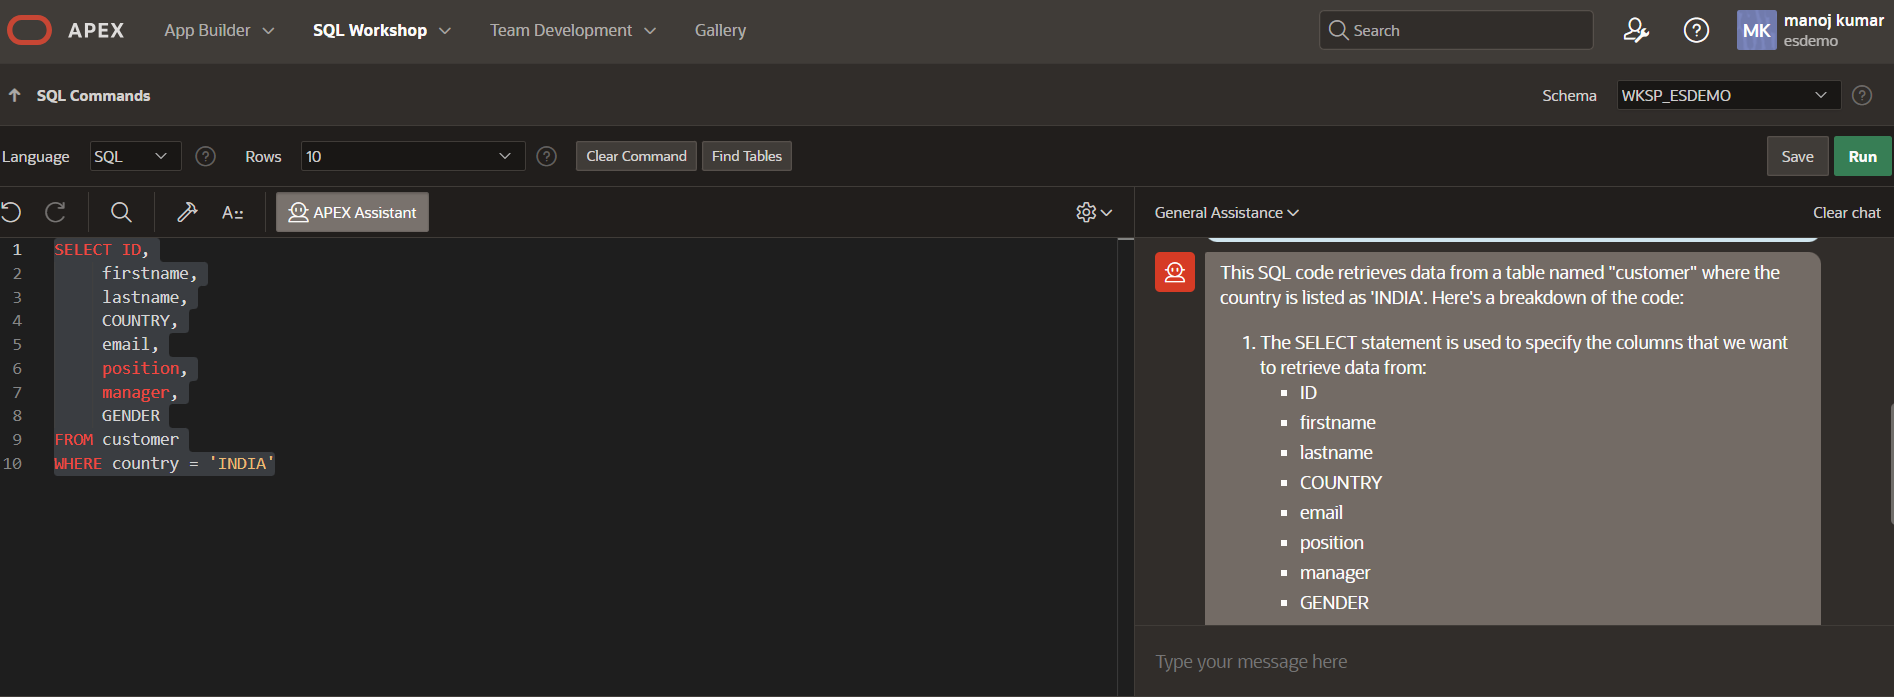 APEX App Builder SQL Workshop Team Development Gallery Search ? MK manoj kumar
esdemo
SQL Commands Schema WKSP_ESDEMO ?
Language SQL ? Rows 10 ? Clear Command Find Tables Save Run
A:: APEX Assistant General Assistance Clear chat
1 SELECT ID,
2 firstname,
3 lastname,
4 COUNTRY,
5 email,
6 position,
7 manager,
8 GENDER
9 FROM customer
10 WHERE country = 'INDIA'
This SQL code retrieves data from a table named "customer" where the
country is listed as 'INDIA'. Here's a breakdown of the code:
1. The SELECT statement is used to specify the columns that we want
to retrieve data from:
▪ ID
▪ firstname
▪ lastname
▪ COUNTRY
▪ email
▪ position
▪ manager
▪ GENDER
Type your message here